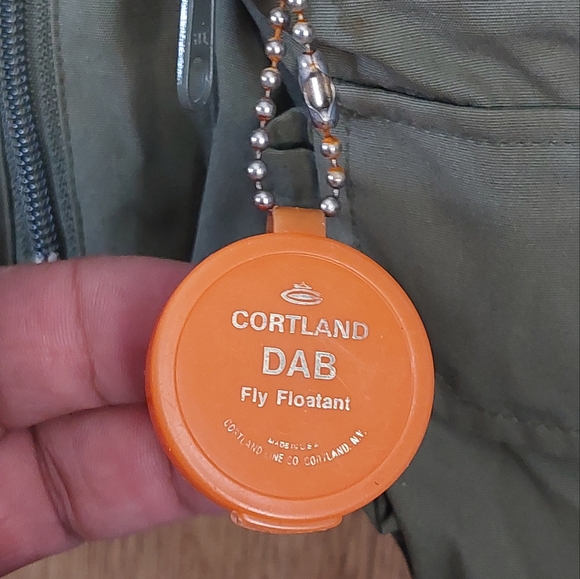 CORTLAND
DAB
Fly Floatant
MADE IN U.S.A.
CORTLAND LINE CO. CORTLAND, N.Y.